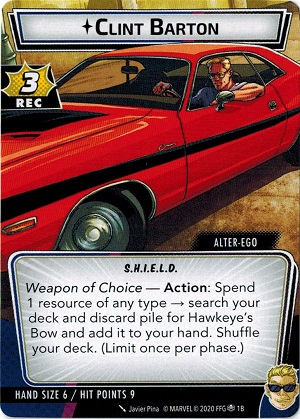 CLINT BARTON
3
REC
ALTER-EGO
S.H.I.E.L.D.
Weapon of Choice — Action: Spend
1 resource of any type → search your
deck and discard pile for Hawkeye's
Bow and add it to your hand. Shuffle
your deck. (Limit once per phase.)
HAND SIZE 6 / HIT POINTS 9
Javier Pina © MARVEL © 2020 FFG 1B